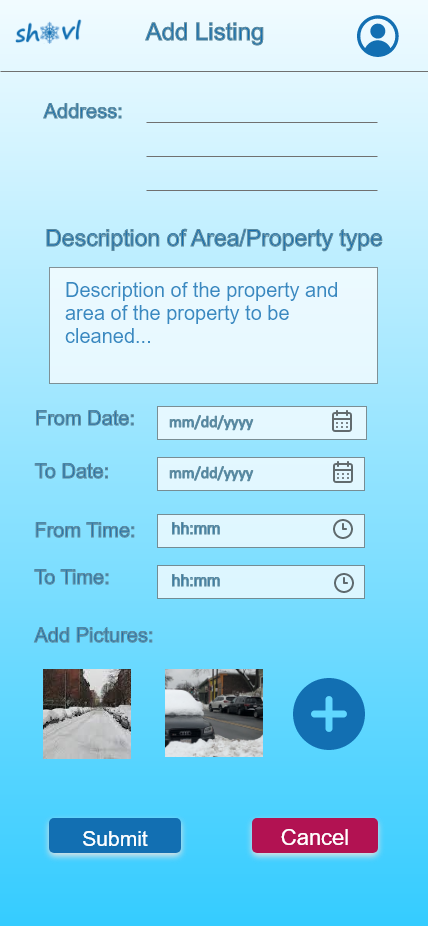 shovl
Add Listing
Address:
Description of Area/Property type
Description of the property and
area of the property to be
cleaned...
From Date:
mm/dd/yyyy
To Date:
mm/dd/yyyy
From Time:
hh:mm
To Time:
hh:mm
Add Pictures:
Submit
Cancel